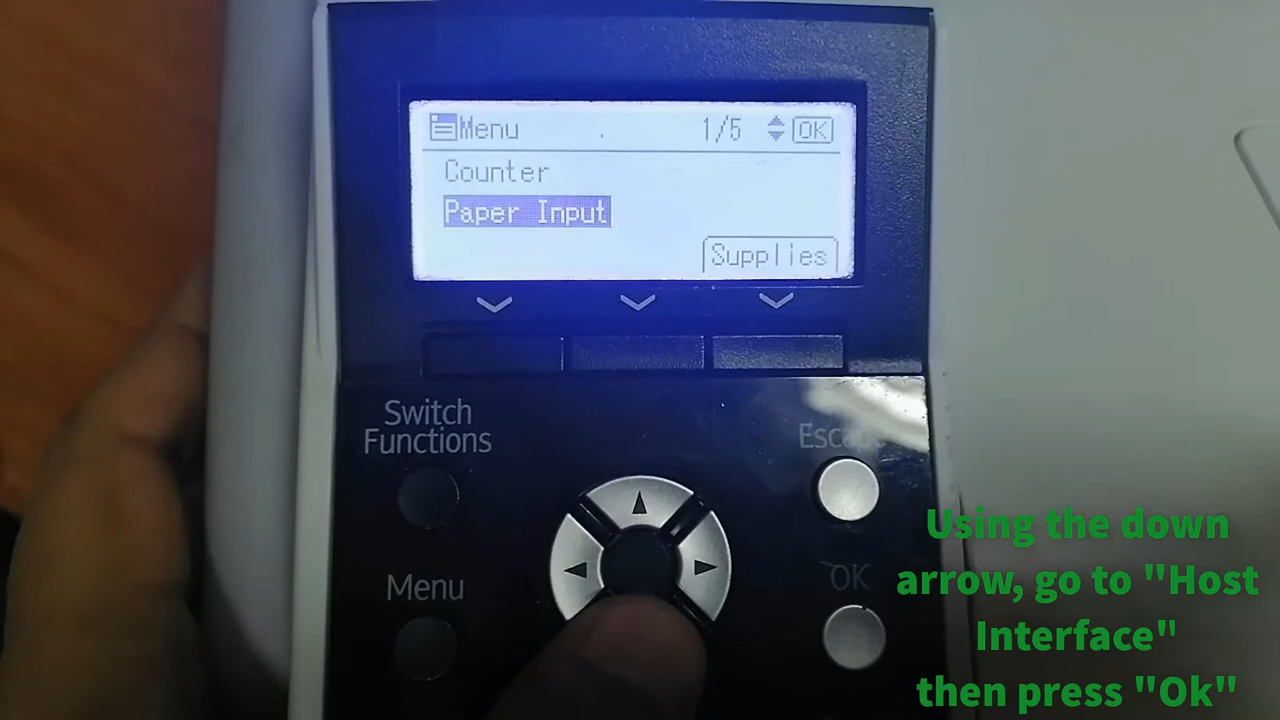 Menu 1/5 OK
Counter
Paper Input
Supplies
Switch
Functions
Escape
Menu
OK
Using the down
arrow, go to "Host
Interface"
then press "Ok"